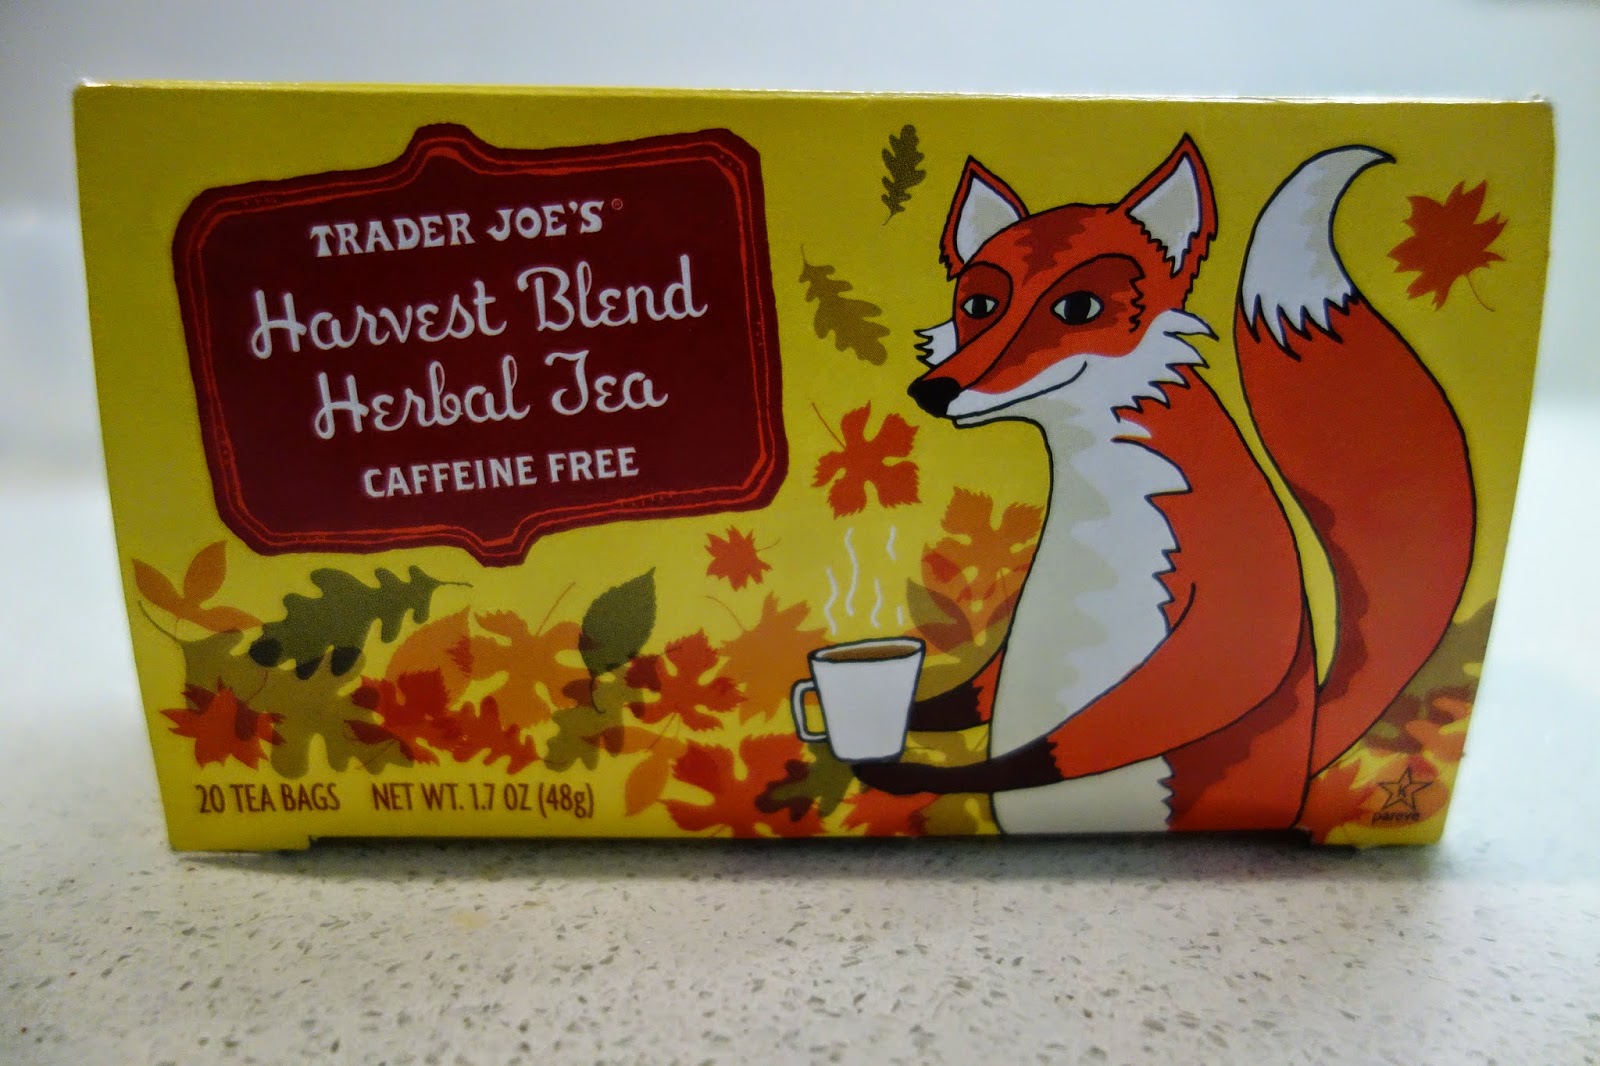 TRADER JOE'S®
Harvest Blend
Herbal Tea
CAFFEINE FREE
20 TEA BAGS NET WT. 1.7 OZ (48g)
K
pareve